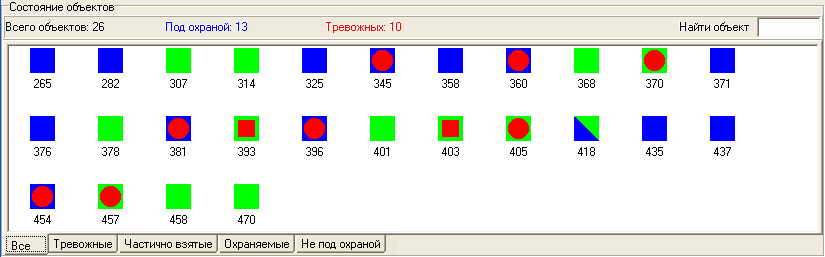 Состояние объектов
Всего объектов: 26 Под охраной: 13 Тревожных: 10 Найти объект
265 282 307 314 325 345 358 360 368 370 371
376 378 381 393 396 401 403 405 418 435 437
454 457 458 470
Все Тревожные Частично взятые Охраняемые Не под охраной